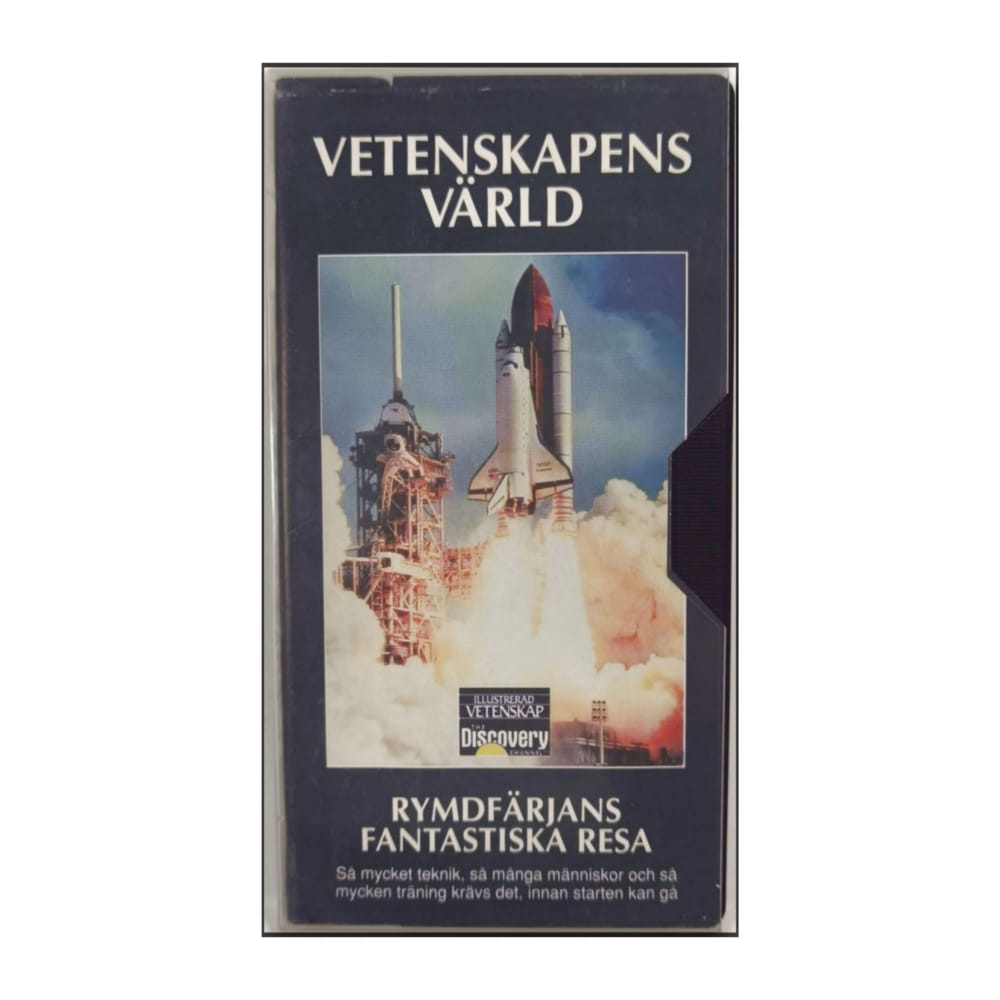 VETENSKAPENS
VÄRLD
ILLUSTRERAD
VETENSKAP
THE
Discovery
CHANNEL
RYMDFÄRJANS
FANTASTISKA RESA
Så mycket teknik, så många människor och så
mycken träning krävs det, innan starten kan gå